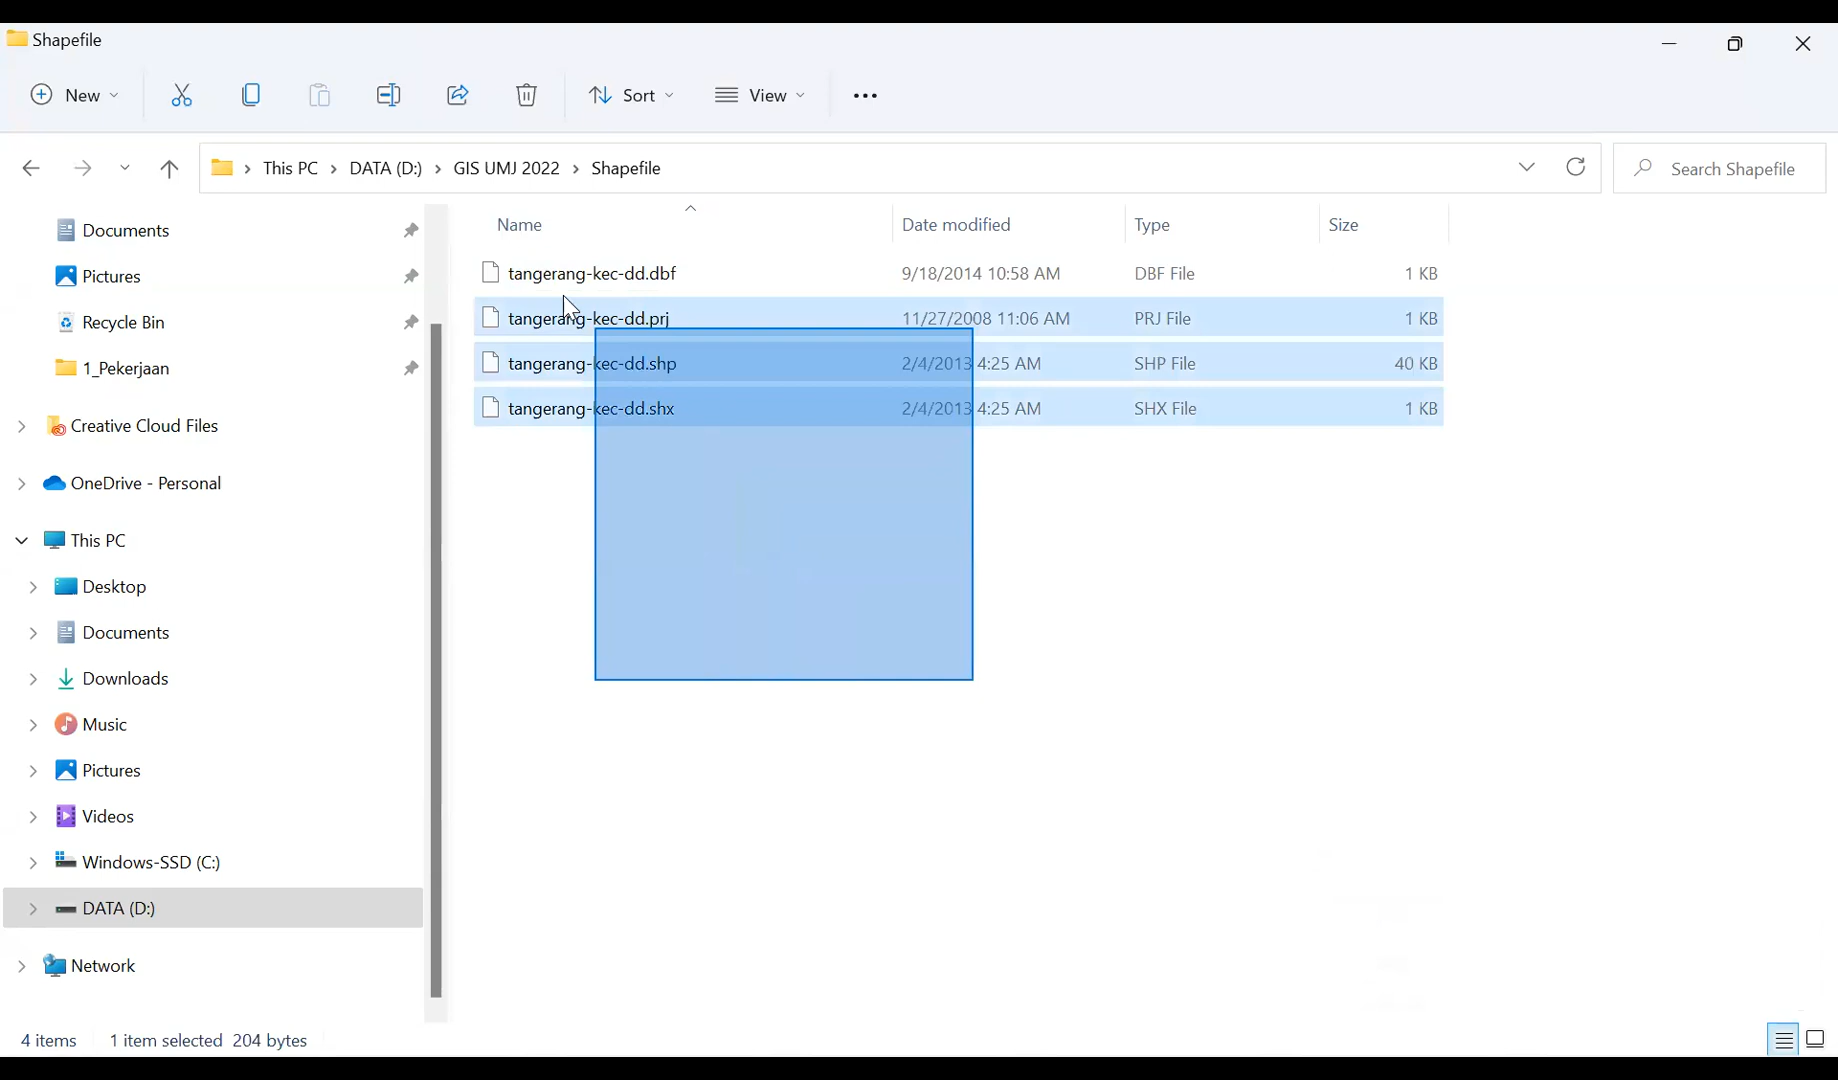 Shapefile
New
Sort
View
This PC > DATA (D:) > GIS UMJ 2022 > Shapefile
Search Shapefile
Documents
Pictures
Recycle Bin
1_Pekerjaan
Creative Cloud Files
OneDrive - Personal
This PC
Desktop
Documents
Downloads
Music
Pictures
Videos
Windows-SSD (C:)
DATA (D:)
Network
Name Date modified Type Size
tangerang-kec-dd.dbf 9/18/2014 10:58 AM DBF File 1 KB
tangerang-kec-dd.prj 11/27/2008 11:06 AM PRJ File 1 KB
tangerang-kec-dd.shp 2/4/2013 4:25 AM SHP File 40 KB
tangerang-kec-dd.shx 2/4/2013 4:25 AM SHX File 1 KB
4 items 1 item selected 204 bytes